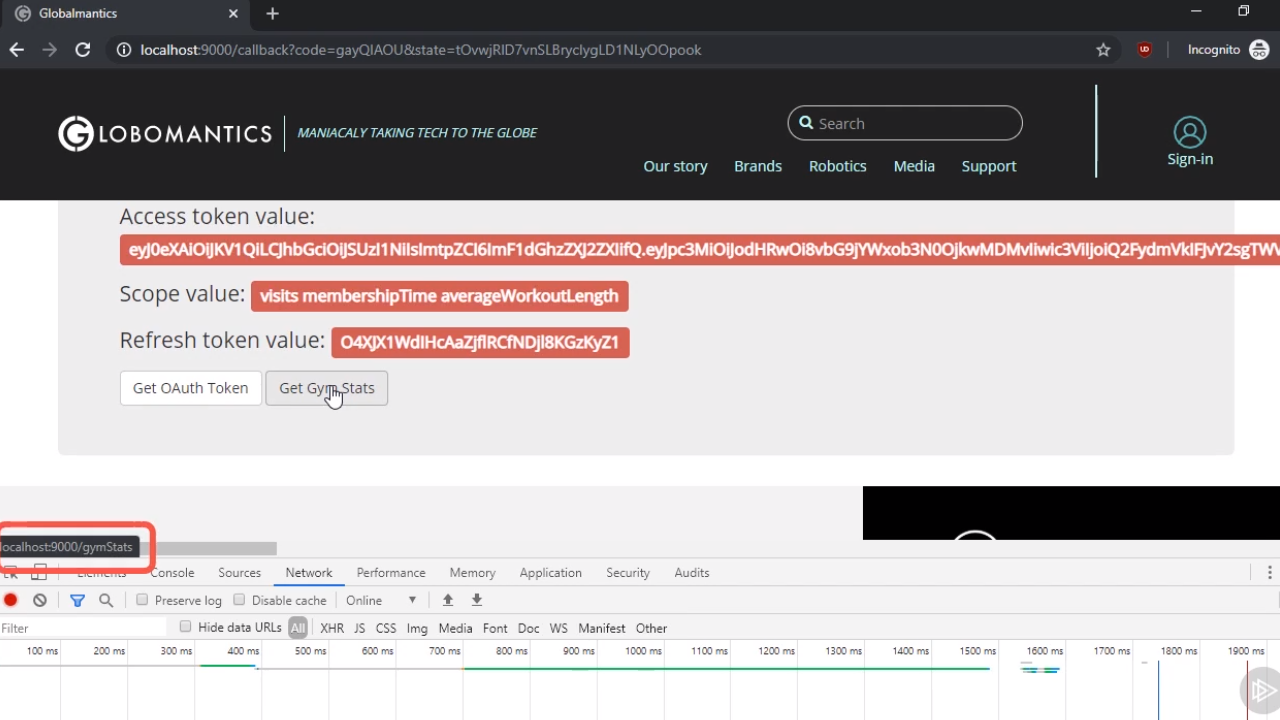 Globalmantics
localhost:9000/callback?code=gayQIAOU&state=tOvwjRID7vnSLBryclygLD1NLyOOpook
Incognito
GLOBOMANTICS
MANIACALY TAKING TECH TO THE GLOBE
Search
Sign-in
Our story Brands Robotics Media Support
Access token value:
Scope value: visits membershipTime averageWorkoutLength
Refresh token value: O4XJX1WdIHcAaZjflRCfNDjl8KGzKyZ1
Get OAuth Token Get Gym Stats
localhost:9000/gymStats
Elements Console Sources Network Performance Memory Application Security Audits
Preserve log Disable cache Online
Filter Hide data URLs All XHR JS CSS Img Media Font Doc WS Manifest Other
100 ms 200 ms 300 ms 400 ms 500 ms 600 ms 700 ms 800 ms 900 ms 1000 ms 1100 ms 1200 ms 1300 ms 1400 ms 1500 ms 1600 ms 1700 ms 1800 ms 1900 ms